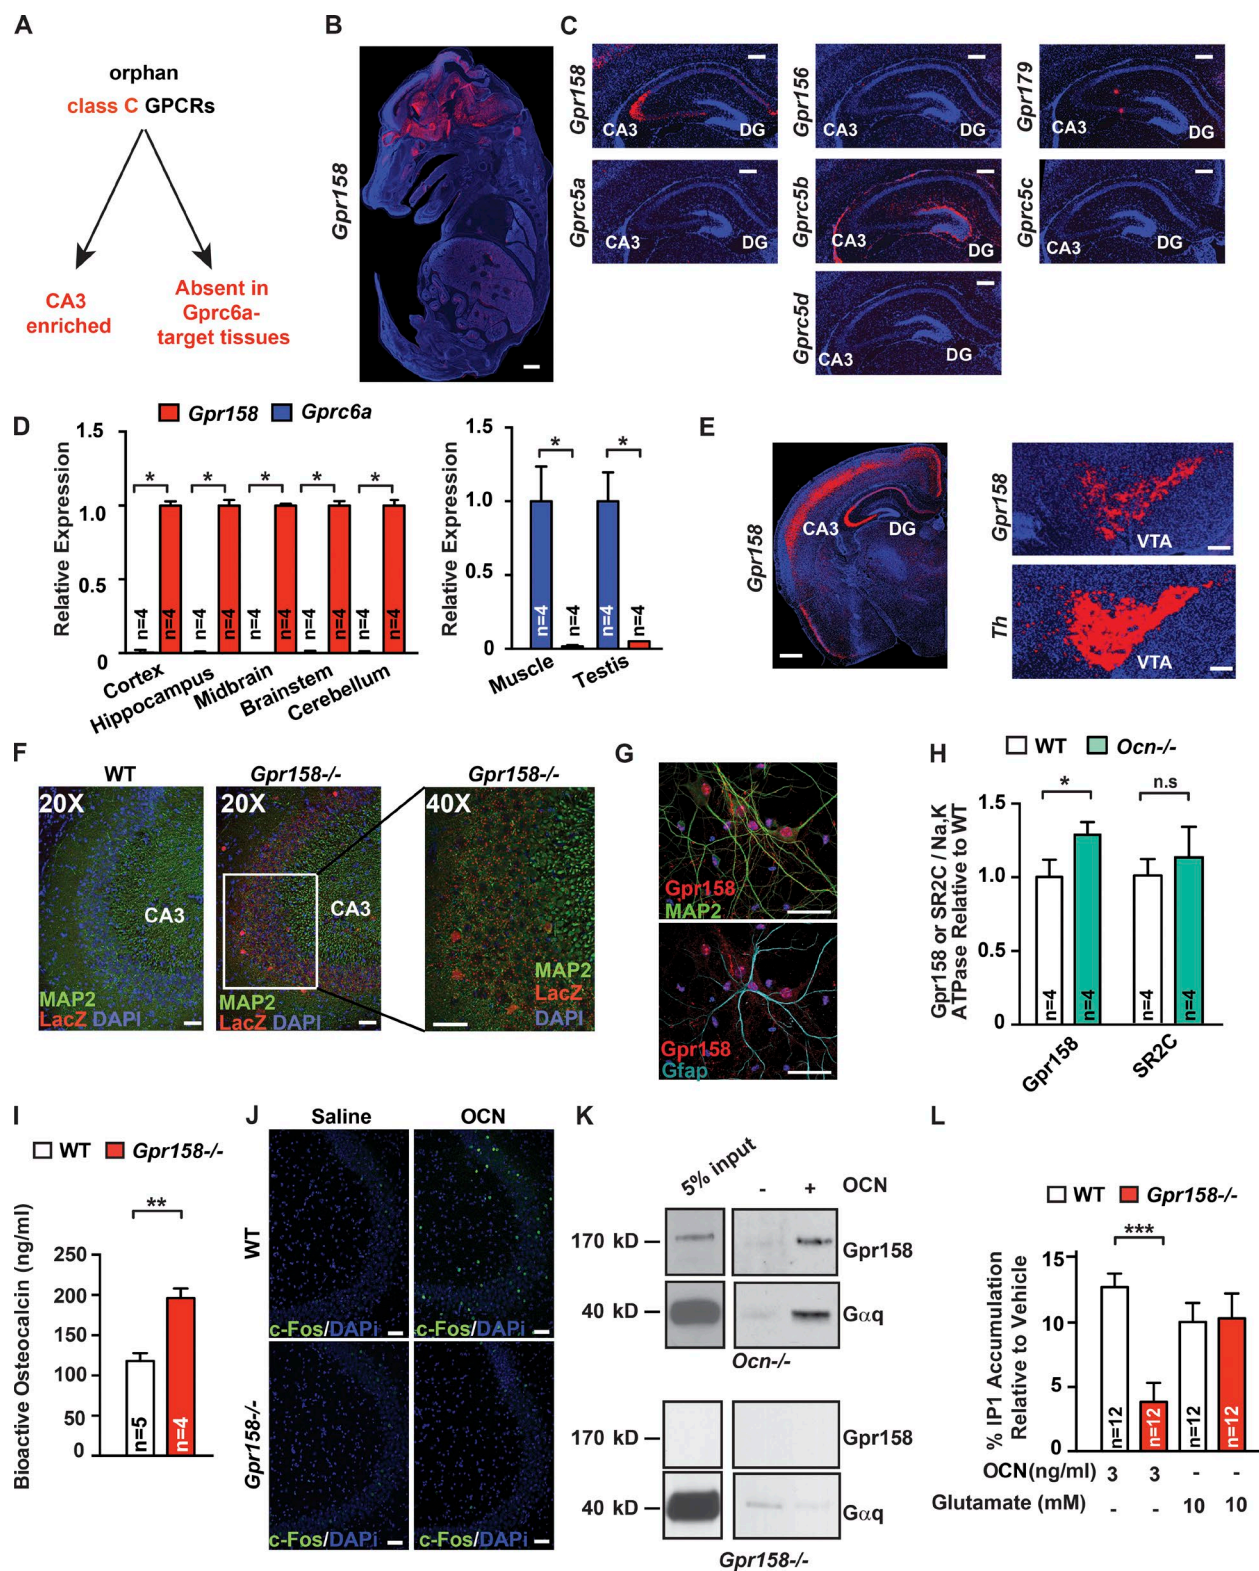 A
orphan
class C GPCRs
CA3
enriched
Absent in
Gprc6a-
target tissues
B
Gpr158
C
Gpr158
CA3
DG
Gpr156
CA3
DG
Gpr179
CA3
DG
Gprc5a
CA3
DG
Gprc5b
CA3
DG
Gprc5c
CA3
DG
Gprc5d
CA3
DG
D
Gpr158 Gprc6a
Relative Expression
1.5
1.0
0.5
0
n=4 n=4 n=4 n=4 n=4 n=4 n=4 n=4 n=4 n=4
* * * * *
Cortex
Hippocampus
Midbrain
Brainstem
Cerebellum
Relative Expression
1.5
1.0
0.5
0
* *
n=4 n=4 n=4 n=4
Muscle
Testis
E
Gpr158
CA3
DG
Gpr158
VTA
Th
VTA
F
WT
20X
CA3
MAP2
LacZ DAPI
Gpr158-/-
20X
CA3
MAP2
LacZ DAPI
Gpr158-/-
40X
MAP2
LacZ
DAPI
G
Gpr158
MAP2
Gpr158
Gfap
H
WT Ocn-/-
Gpr158 or SR2C / Na,K
ATPase Relative to WT
1.5
1.0
0.5
0
* n.s
n=4 n=4 n=4 n=4
Gpr158
SR2C
I
WT Gpr158-/-
Bioactive Osteocalcin (ng/ml)
**
250
200
150
100
50
0
n=5 n=4
J
Saline OCN
WT
c-Fos/DAPi c-Fos/DAPi
Gpr158-/-
c-Fos/DAPi c-Fos/DAPi
K
5% input
- + OCN
170 kD
Gpr158
40 kD
Gαq
Ocn-/-
170 kD
Gpr158
40 kD
Gαq
Gpr158-/-
L
WT Gpr158-/-
% IP1 Accumulation
Relative to Vehicle
***
15
10
5
0
n=12 n=12 n=12 n=12
OCN(ng/ml) 3 3 - -
Glutamate (mM) - - 10 10